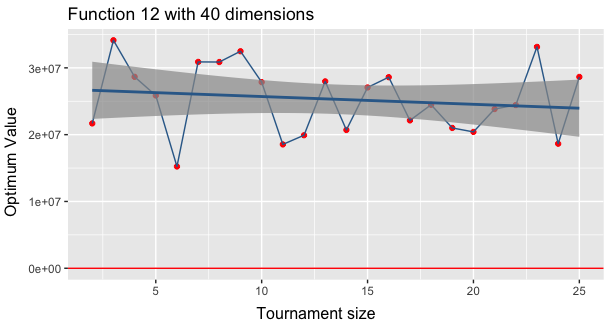 Function 12 with 40 dimensions
Optimum Value
3e+07
2e+07
1e+07
0e+00
5 10 15 20 25
Tournament size